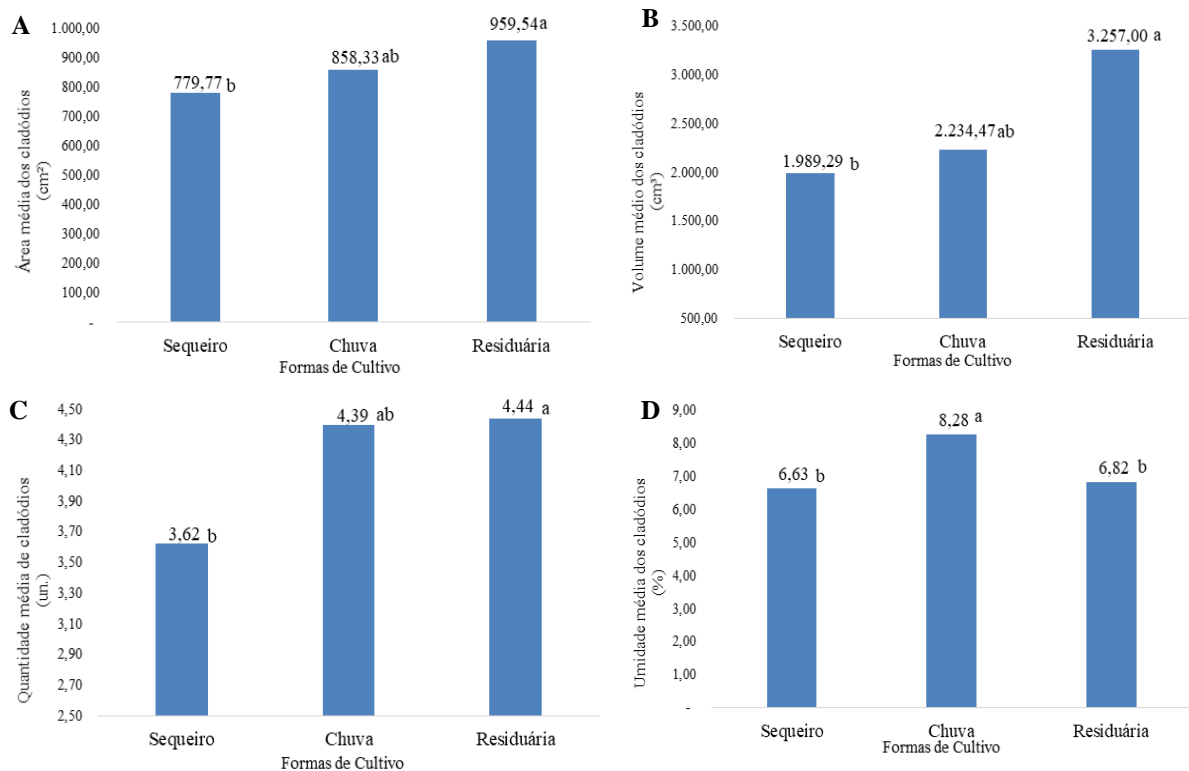 A
Área média dos cladódios
(cm²)
1.000,00
900,00
800,00
700,00
600,00
500,00
400,00
300,00
200,00
100,00
-
779,77 b
858,33 ab
959,54 a
Sequeiro
Chuva
Residuária
Formas de Cultivo
B
Volume médio dos cladódios
(cm³)
3.500,00
3.000,00
2.500,00
2.000,00
1.500,00
1.000,00
500,00
1.989,29 b
2.234,47 ab
3.257,00 a
Sequeiro
Chuva
Residuária
Formas de Cultivo
C
Quantidade média de cladódios
(un.)
4,50
4,30
4,10
3,90
3,70
3,50
3,30
3,10
2,90
2,70
2,50
3,62 b
4,39 ab
4,44 a
Sequeiro
Chuva
Residuária
Formas de Cultivo
D
Umidade média dos cladódios
(%)
9,00
8,00
7,00
6,00
5,00
4,00
3,00
2,00
1,00
-
6,63 b
8,28 a
6,82 b
Sequeiro
Chuva
Residuária
Formas de Cultivo